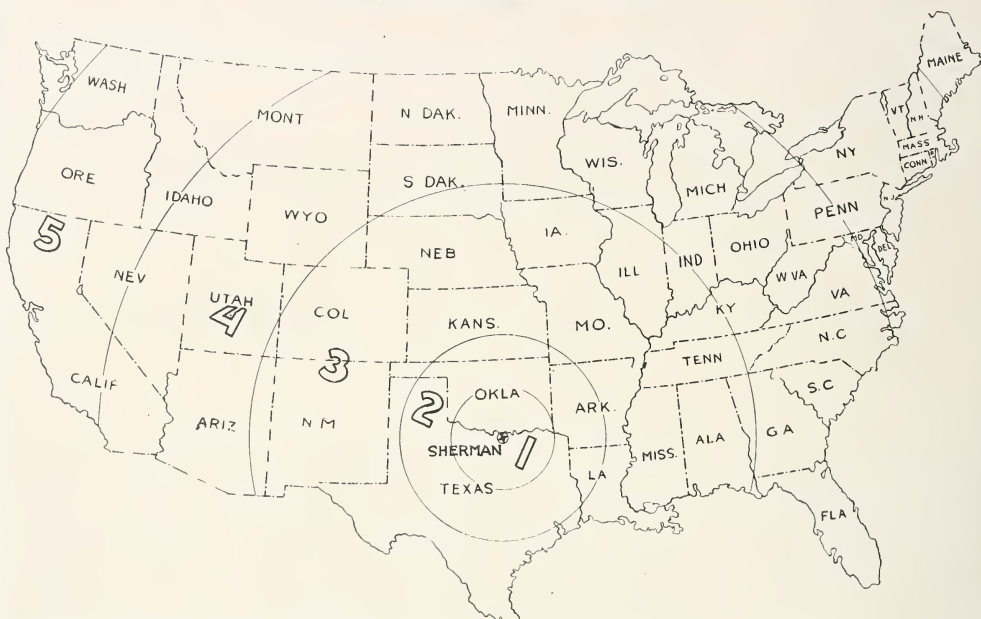 WASH
MONT
N DAK.
MINN.
MAINE
VT
N.H.
MASS
CONN
NY
ORE
IDAHO
WYO
S DAK.
WIS.
MICH
PENN
N J
5
NEV
UTAH
4
COL
NEB
IA.
ILL
IND
OHIO
MD
DEL
W VA
VA
KANS.
MO.
KY
N.C
TENN
3
CALIF
ARIZ
N M
2
OKLA
ARK.
S.C
SHERMAN
1
TEXAS
LA
MISS.
ALA
GA
FLA